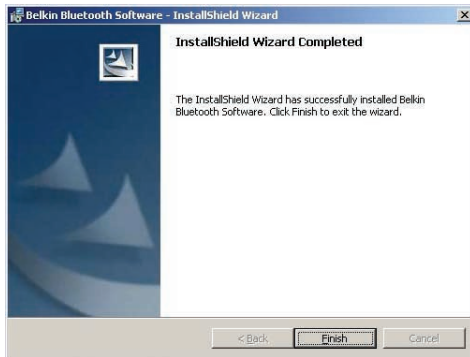 Belkin Bluetooth Software - InstallShield Wizard
InstallShield Wizard Completed
The InstallShield Wizard has successfully installed Belkin
Bluetooth Software. Click Finish to exit the wizard.
< Back
Finish
Cancel